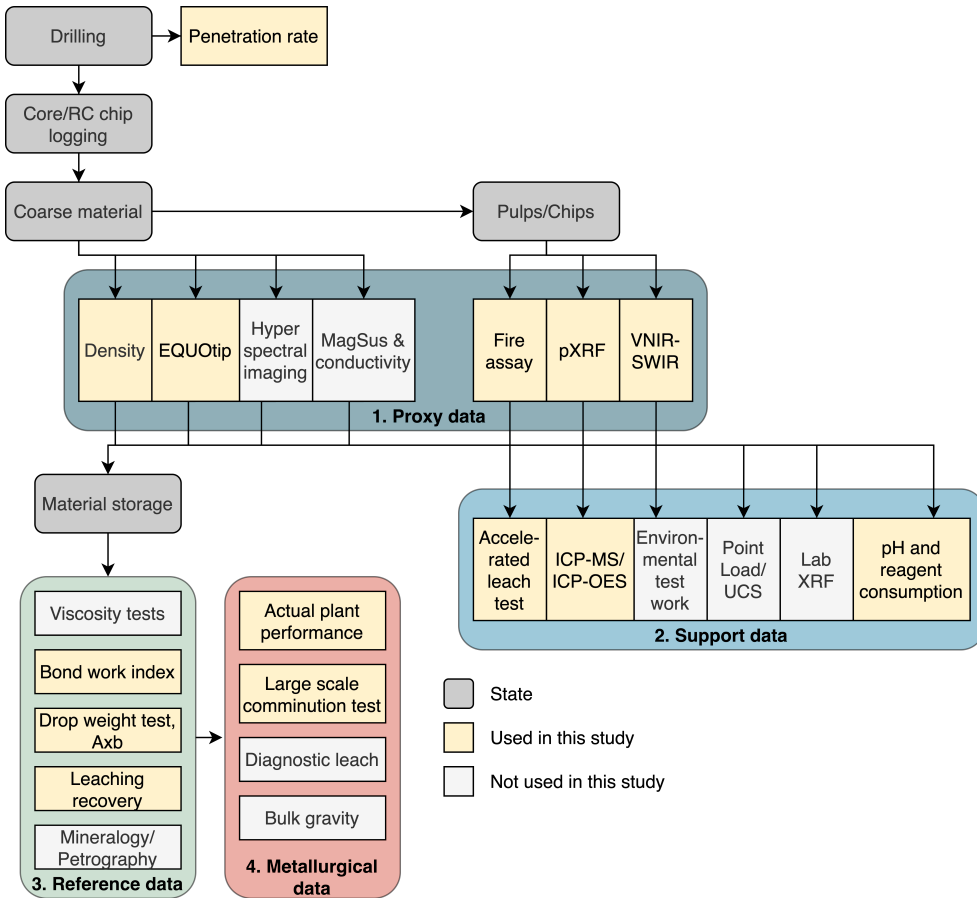 Drilling
Penetration rate
Core/RC chip
logging
Coarse material
Pulps/Chips
Density
EQUOtip
Hyper
spectral
imaging
MagSus &
conductivity
Fire
assay
pXRF
VNIR-
SWIR
1. Proxy data
Material storage
Accele-
rated
leach
test
ICP-MS/
ICP-OES
Environ-
mental
test
work
Point
Load/
UCS
Lab
XRF
pH and
reagent
consumption
2. Support data
Viscosity tests
Bond work index
Drop weight test,
Axb
Leaching
recovery
Mineralogy/
Petrography
3. Reference data
Actual plant
performance
Large scale
comminution test
Diagnostic leach
Bulk gravity
4. Metallurgical
data
State
Used in this study
Not used in this study